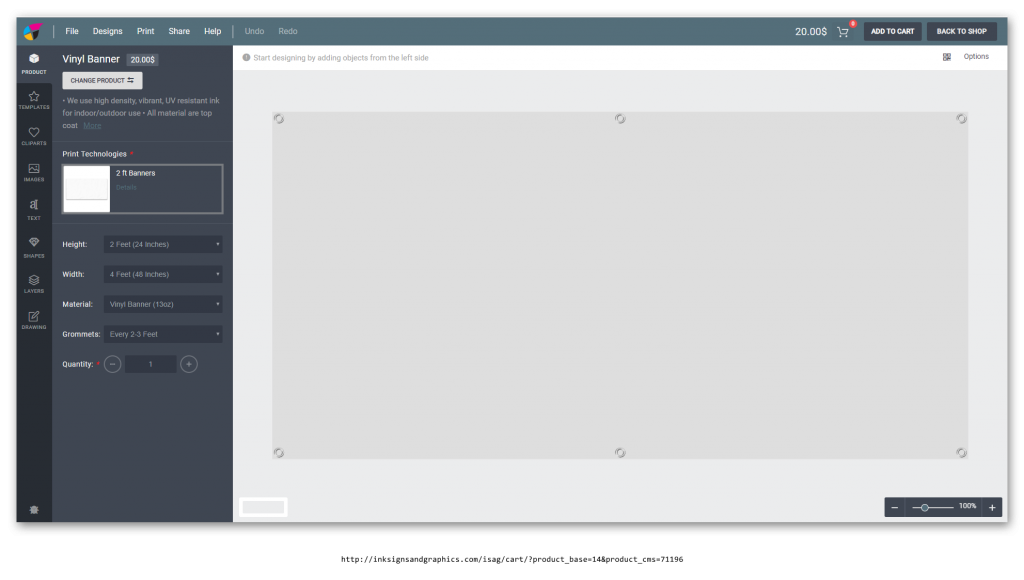 File Designs Print Share Help Undo Redo 20.00$ 0 ADD TO CART BACK TO SHOP
PRODUCT
TEMPLATES
CLIPARTS
IMAGES
TEXT
SHAPES
LAYERS
DRAWING
Vinyl Banner 20.00$
CHANGE PRODUCT
• We use high density, vibrant, UV resistant ink
for indoor/outdoor use • All material are top
coat More
Print Technologies *
2 ft Banners
Details
Height: 2 Feet (24 Inches)
Width: 4 Feet (48 Inches)
Material: Vinyl Banner (13oz)
Grommets: Every 2-3 Feet
Quantity: * − 1 +
Start designing by adding objects from the left side
Options
− 100% +
http://inksignsandgraphics.com/isag/cart/?product_base=14&product_cms=71196